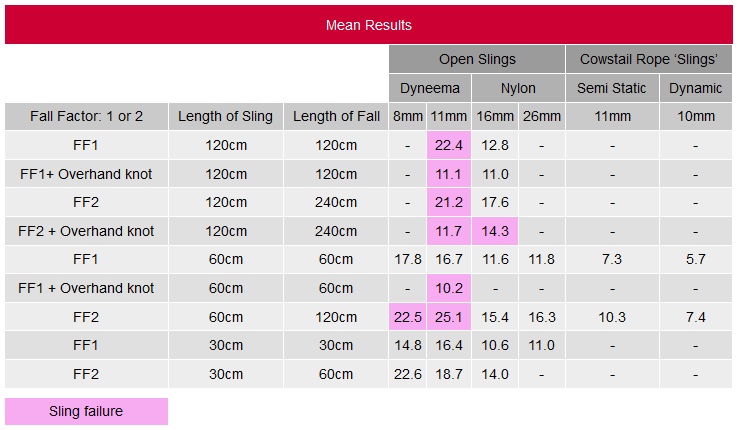 Mean Results
Open Slings Cowstail Rope ‘Slings’
Dyneema Nylon Semi Static Dynamic
Fall Factor: 1 or 2 Length of Sling Length of Fall 8mm 11mm 16mm 26mm 11mm 10mm
FF1 120cm 120cm - 22.4 12.8 - - -
FF1+ Overhand knot 120cm 120cm - 11.1 11.0 - - -
FF2 120cm 240cm - 21.2 17.6 - - -
FF2 + Overhand knot 120cm 240cm - 11.7 14.3 - - -
FF1 60cm 60cm 17.8 16.7 11.6 11.8 7.3 5.7
FF1 + Overhand knot 60cm 60cm - 10.2 - - - -
FF2 60cm 120cm 22.5 25.1 15.4 16.3 10.3 7.4
FF1 30cm 30cm 14.8 16.4 10.6 11.0 - -
FF2 30cm 60cm 22.6 18.7 14.0 - - -
Sling failure